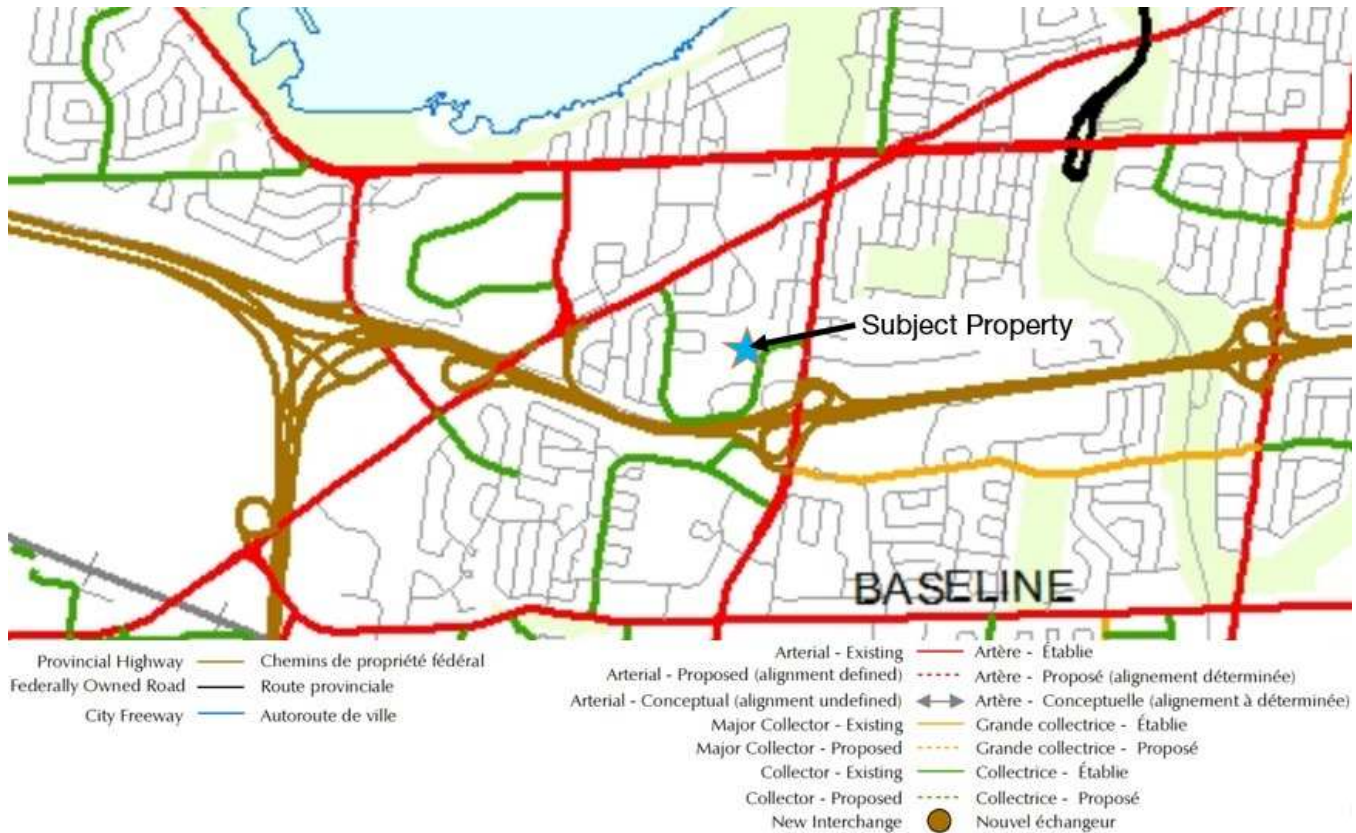 Subject Property
BASELINE
Provincial Highway Chemins de propriété fédéral
Federally Owned Road Route provinciale
City Freeway Autoroute de ville
Arterial - Existing Artère - Établie
Arterial - Proposed (alignment defined) Artère - Proposé (alignement déterminée)
Arterial - Conceptual (alignment undefined) Artère - Conceptuelle (alignement à déterminée)
Major Collector - Existing Grande collectrice - Établie
Major Collector - Proposed Grande collectrice - Proposé
Collector - Existing Collectrice - Établie
Collector - Proposed Collectrice - Proposé
New Interchange Nouvel échangeur